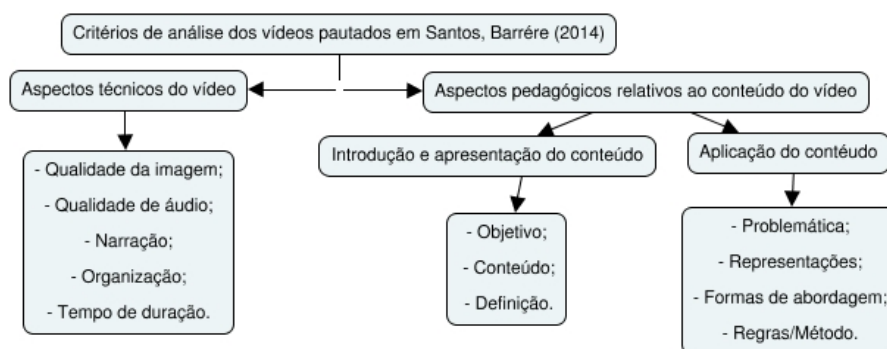 Critérios de análise dos vídeos pautados em Santos, Barrére (2014)
Aspectos técnicos do vídeo
Aspectos pedagógicos relativos ao conteúdo do vídeo
Introdução e apresentação do conteúdo
Aplicação do contéudo
- Qualidade da imagem;
- Qualidade de áudio;
- Narração;
- Organização;
- Tempo de duração.
- Objetivo;
- Conteúdo;
- Definição.
- Problemática;
- Representações;
- Formas de abordagem;
- Regras/Método.